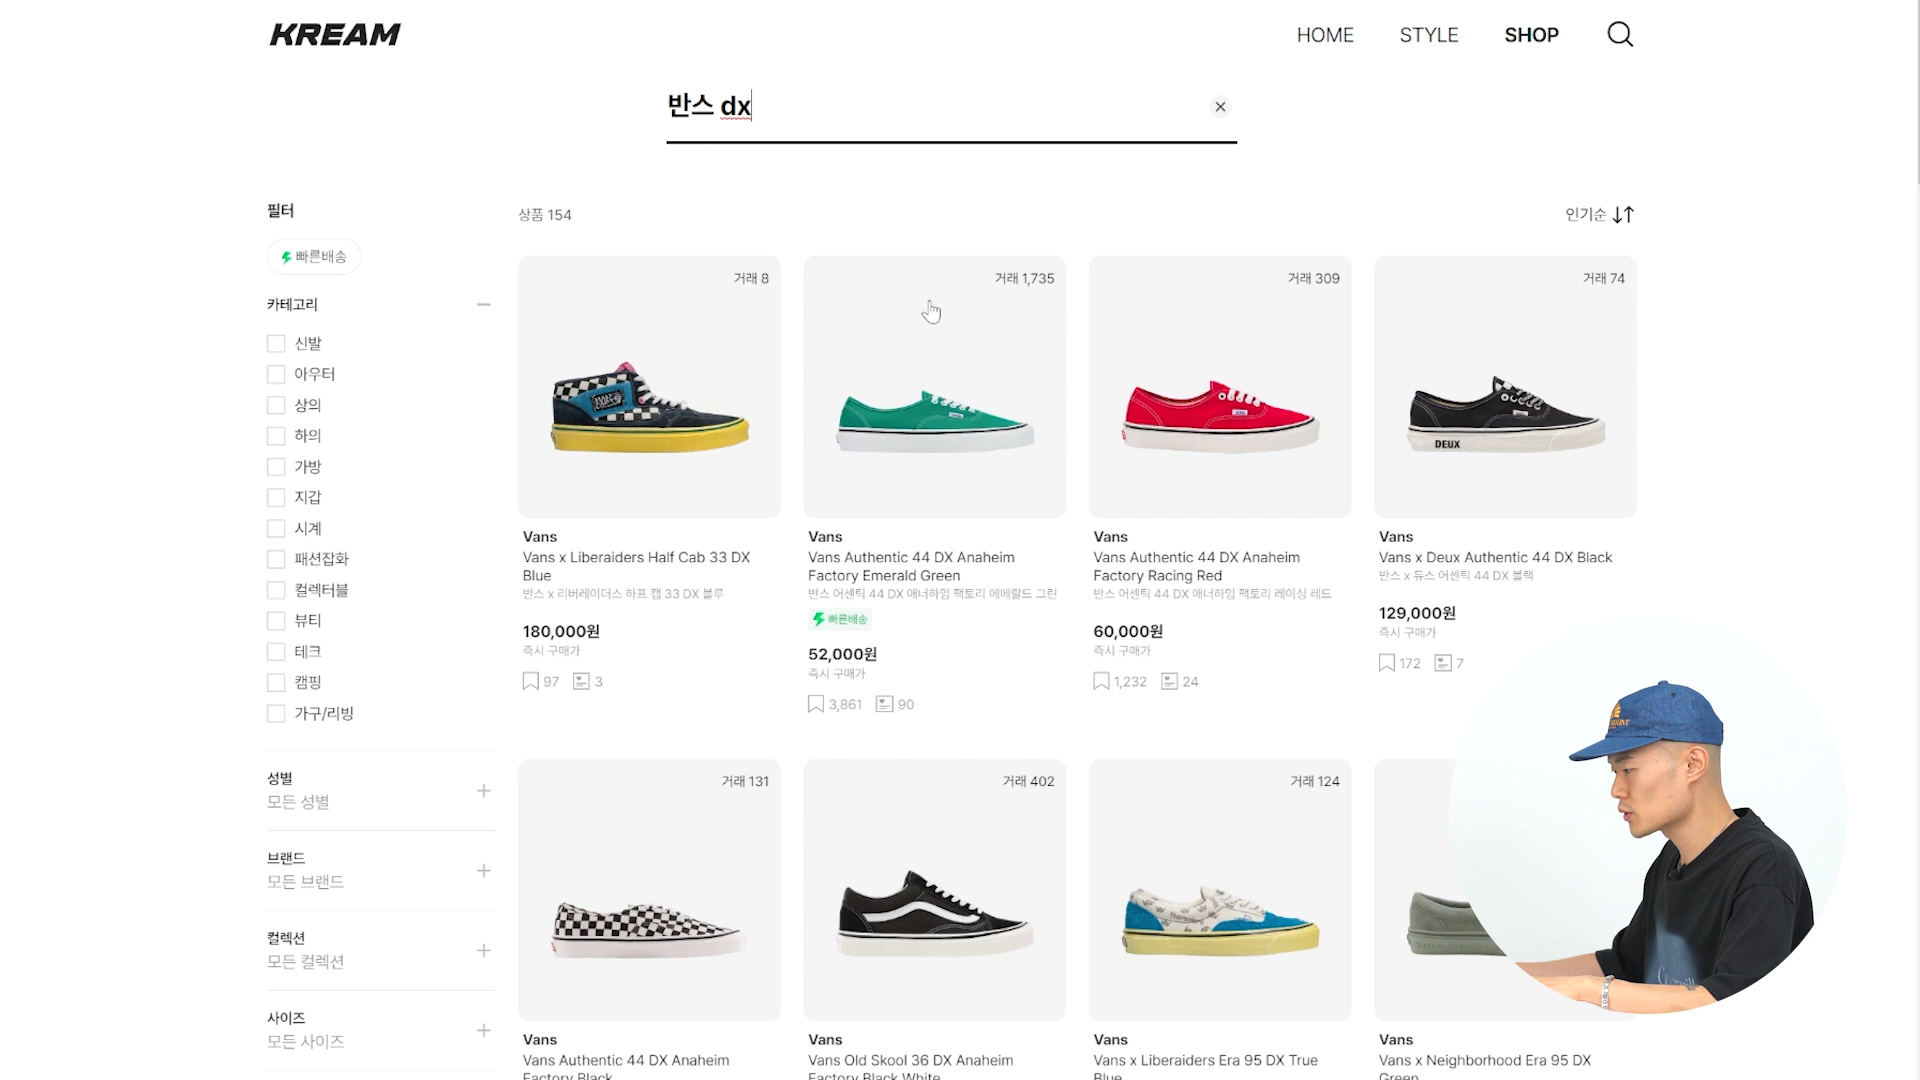 KREAM
HOME
STYLE
SHOP
반스 dx
필터
빠른배송
카테고리
신발
아우터
상의
하의
가방
지갑
시계
패션잡화
컬렉터블
뷰티
테크
캠핑
가구/리빙
성별
모든 성별
브랜드
모든 브랜드
컬렉션
모든 컬렉션
사이즈
모든 사이즈
상품 154
인기순
거래 8
Vans
Vans x Liberaiders Half Cab 33 DX
Blue
반스 x 리버레이더스 하프 캡 33 DX 블루
180,000원
즉시 구매가
97
3
거래 1,735
Vans
Vans Authentic 44 DX Anaheim
Factory Emerald Green
반스 어센틱 44 DX 애너하임 팩토리 에메랄드 그린
빠른배송
52,000원
즉시 구매가
3,861
90
거래 309
Vans
Vans Authentic 44 DX Anaheim
Factory Racing Red
반스 어센틱 44 DX 애너하임 팩토리 레이싱 레드
60,000원
즉시 구매가
1,232
24
거래 74
DEUX
Vans
Vans x Deux Authentic 44 DX Black
반스 x 듀스 어센틱 44 DX 블랙
129,000원
즉시 구매가
172
7
거래 131
Vans
Vans Authentic 44 DX Anaheim
Factory Black
거래 402
Vans
Vans Old Skool 36 DX Anaheim
Factory Black White
거래 124
Vans
Vans x Liberaiders Era 95 DX True
Blue
Vans
Vans x Neighborhood Era 95 DX
Green